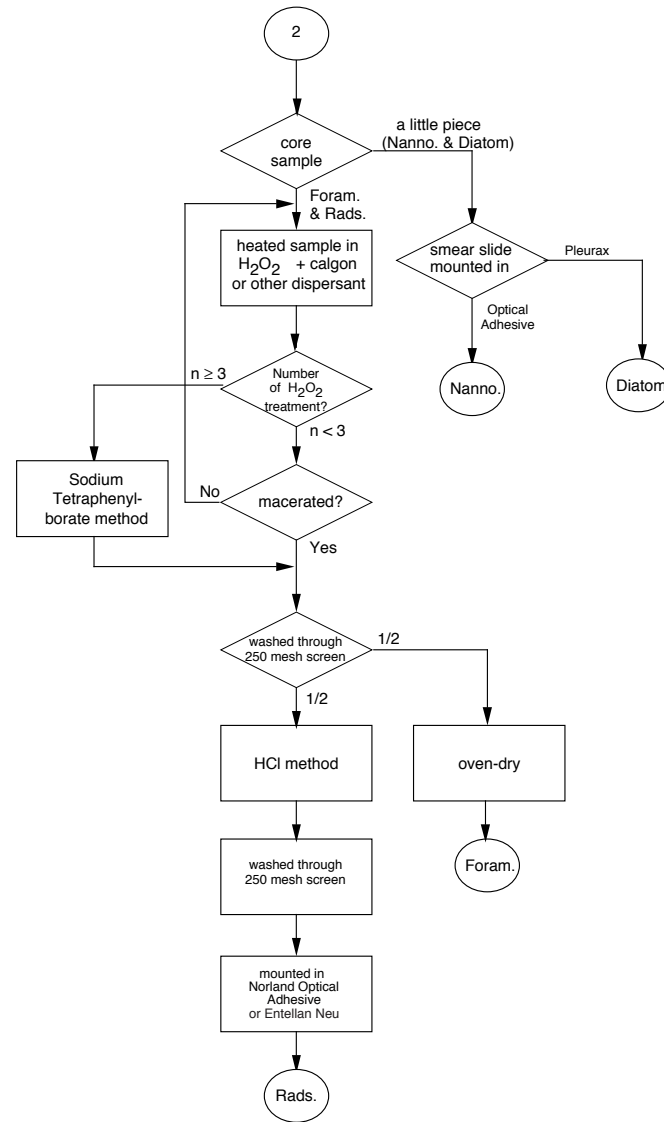 2
core
sample
a little piece
(Nanno. & Diatom)
Foram.
& Rads.
heated sample in
H2O2 + calgon
or other dispersant
smear slide
mounted in
Pleurax
Optical
Adhesive
Nanno.
Diatom
n ≥ 3
Number
of H2O2
treatment?
n < 3
Sodium
Tetraphenyl-
borate method
No
macerated?
Yes
washed through
250 mesh screen
1/2
1/2
HCl method
oven-dry
Foram.
washed through
250 mesh screen
mounted in
Norland Optical
Adhesive
or Entellan Neu
Rads.